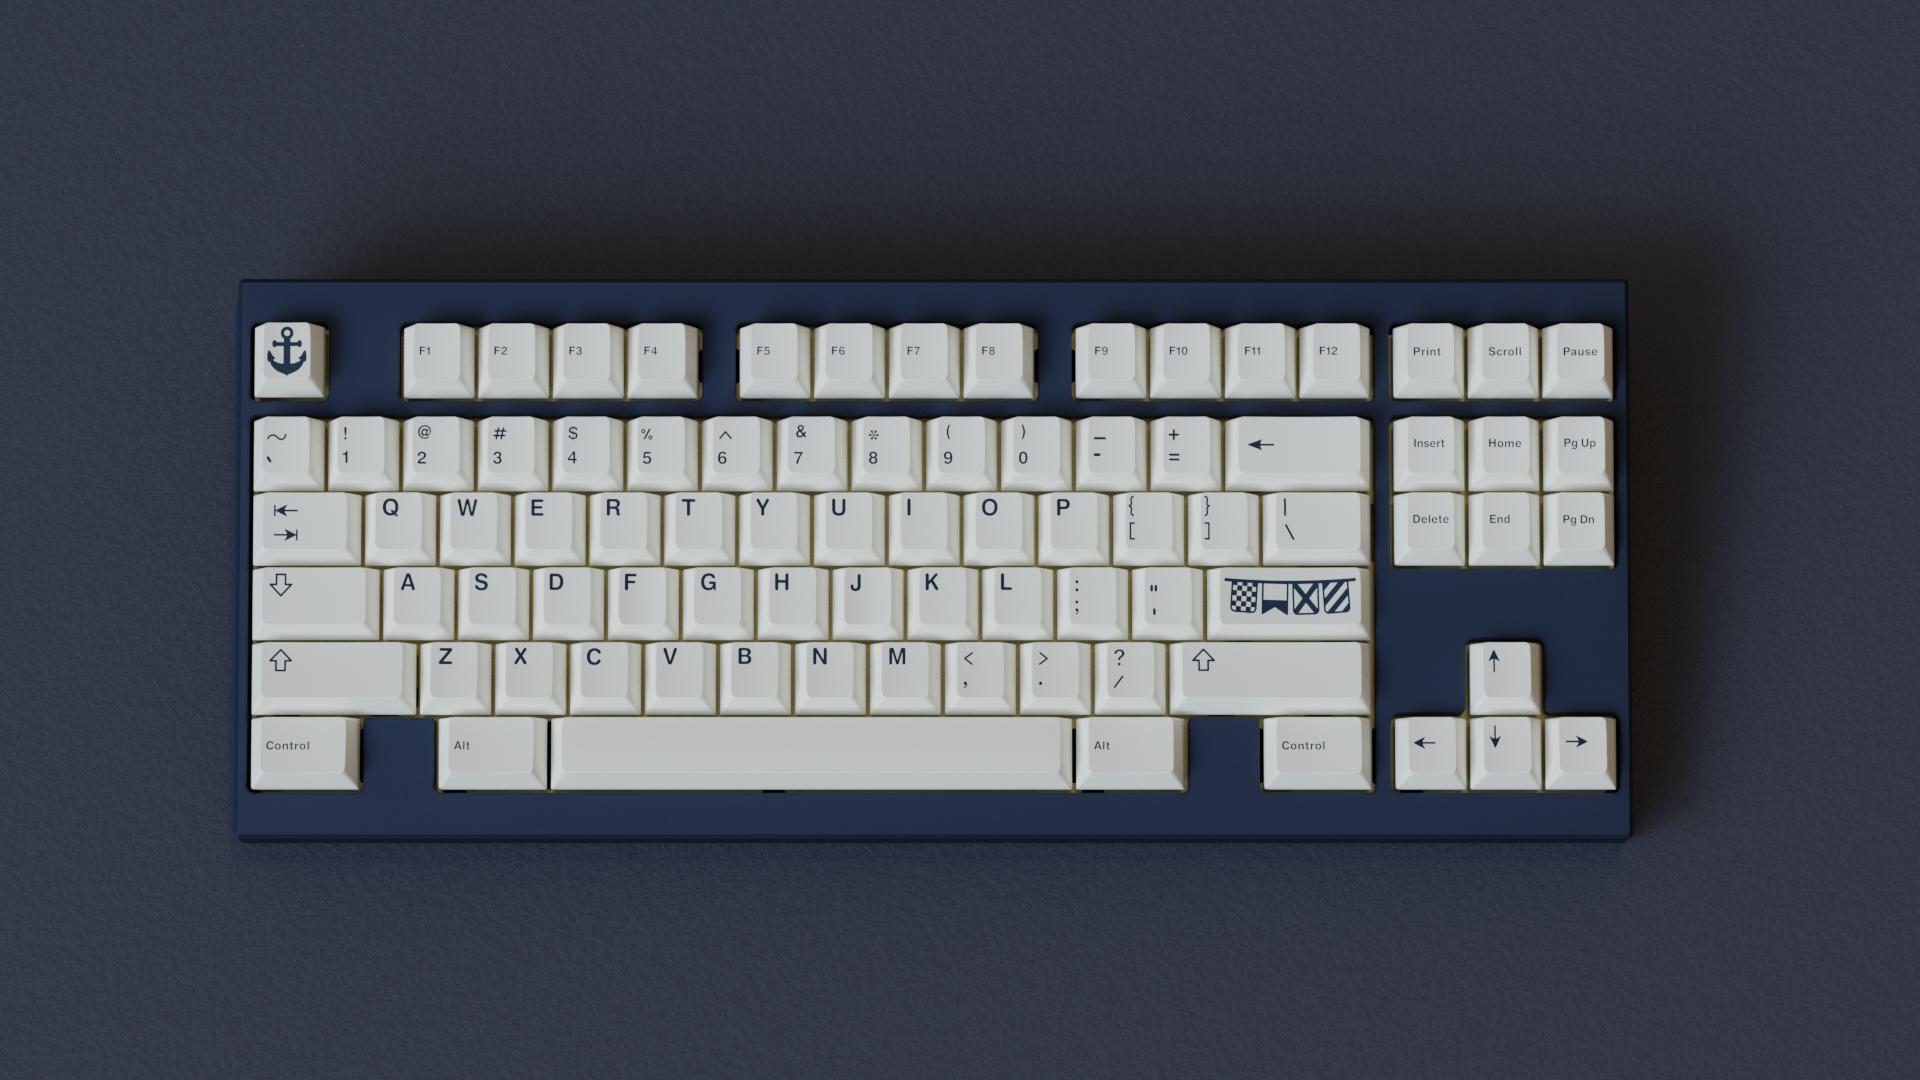 F1 F2 F3 F4 F5 F6 F7 F8 F9 F10 F11 F12 Print Scroll Pause
~ ! @ # $ % ^ & * ( ) _ + ←
` 1 2 3 4 5 6 7 8 9 0 - =
Insert Home Pg Up
⇤ Q W E R T Y U I O P { } |
⇥ [ ] \
Delete End Pg Dn
⇩ A S D F G H J K L : "
; '
⇧ Z X C V B N M < > ? ⇧ ↑
, . /
Control Alt Alt Control ← ↓ →